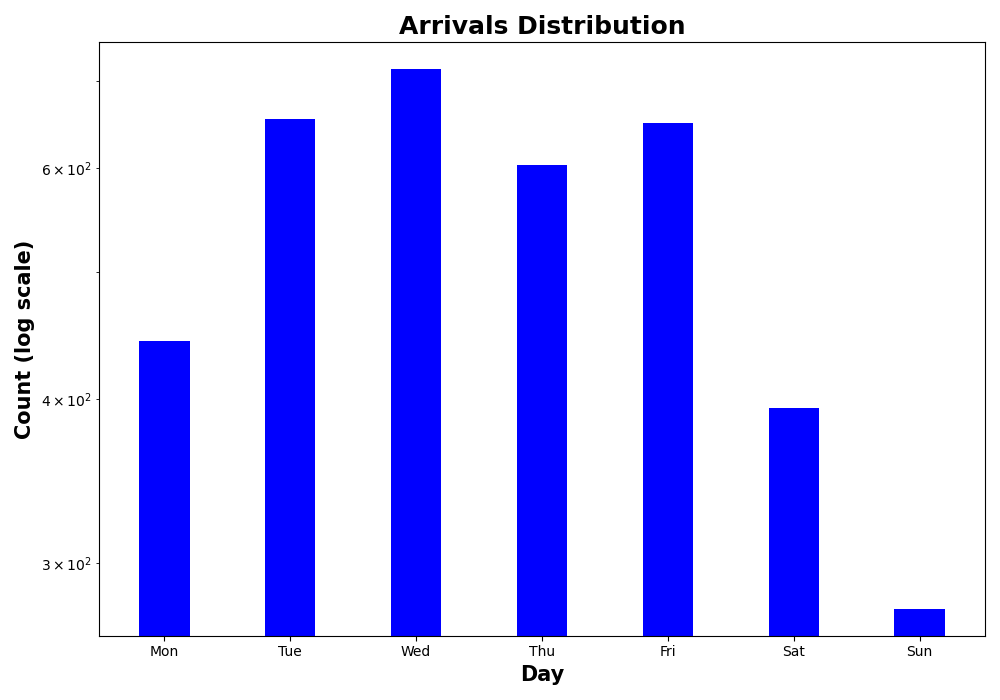 Arrivals Distribution
Count (log scale)
6 × 10²
4 × 10²
3 × 10²
Mon Tue Wed Thu Fri Sat Sun
Day